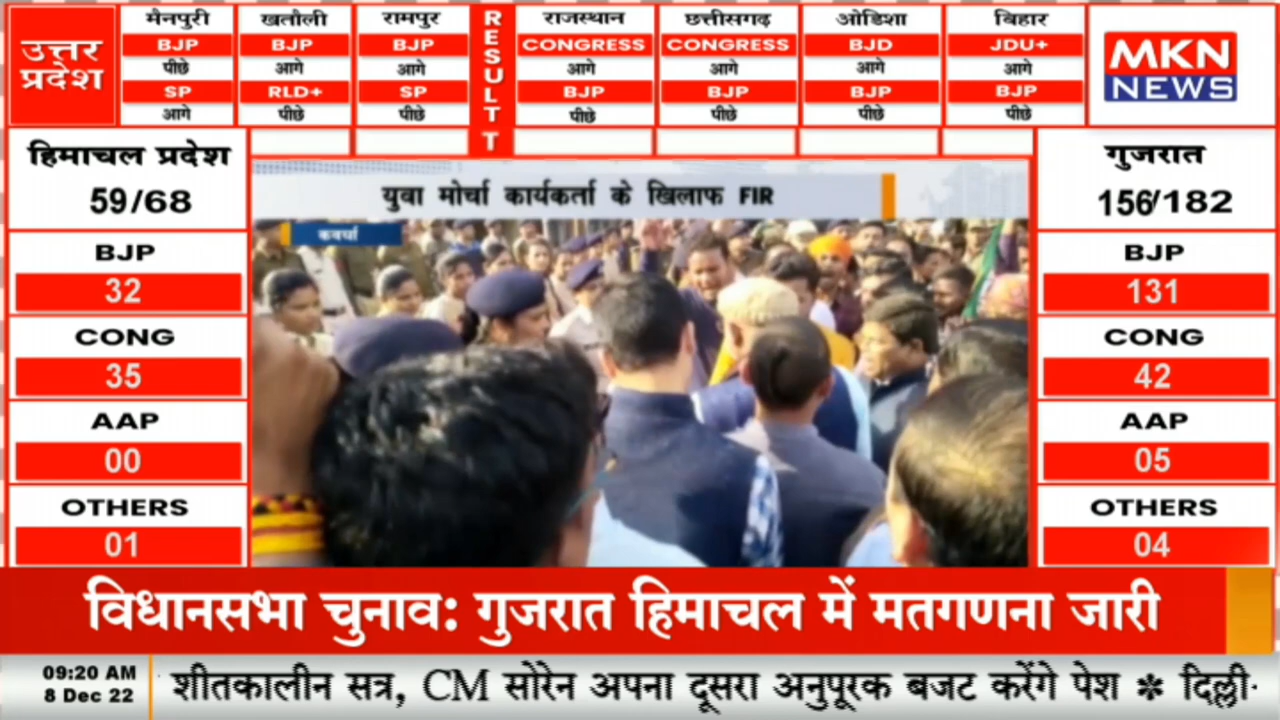 उत्तर
प्रदेश
मैनपुरी
BJP
पीछे
SP
आगे
खतौली
BJP
आगे
RLD+
पीछे
रामपुर
BJP
आगे
SP
पीछे
RESULT T
राजस्थान
CONGRESS
आगे
BJP
पीछे
छत्तीसगढ़
CONGRESS
आगे
BJP
पीछे
ओडिशा
BJD
आगे
BJP
पीछे
बिहार
JDU+
आगे
BJP
पीछे
MKN
NEWS
हिमाचल प्रदेश
59/68
BJP
32
CONG
35
AAP
00
OTHERS
01
युवा मोर्चा कार्यकर्ता के खिलाफ FIR
कवर्धा
गुजरात
156/182
BJP
131
CONG
42
AAP
05
OTHERS
04
विधानसभा चुनाव: गुजरात हिमाचल में मतगणना जारी
09:20 AM
8 Dec 22
शीतकालीन सत्र, CM सोरेन अपना दूसरा अनुपूरक बजट करेंगे पेश * दिल्ली-